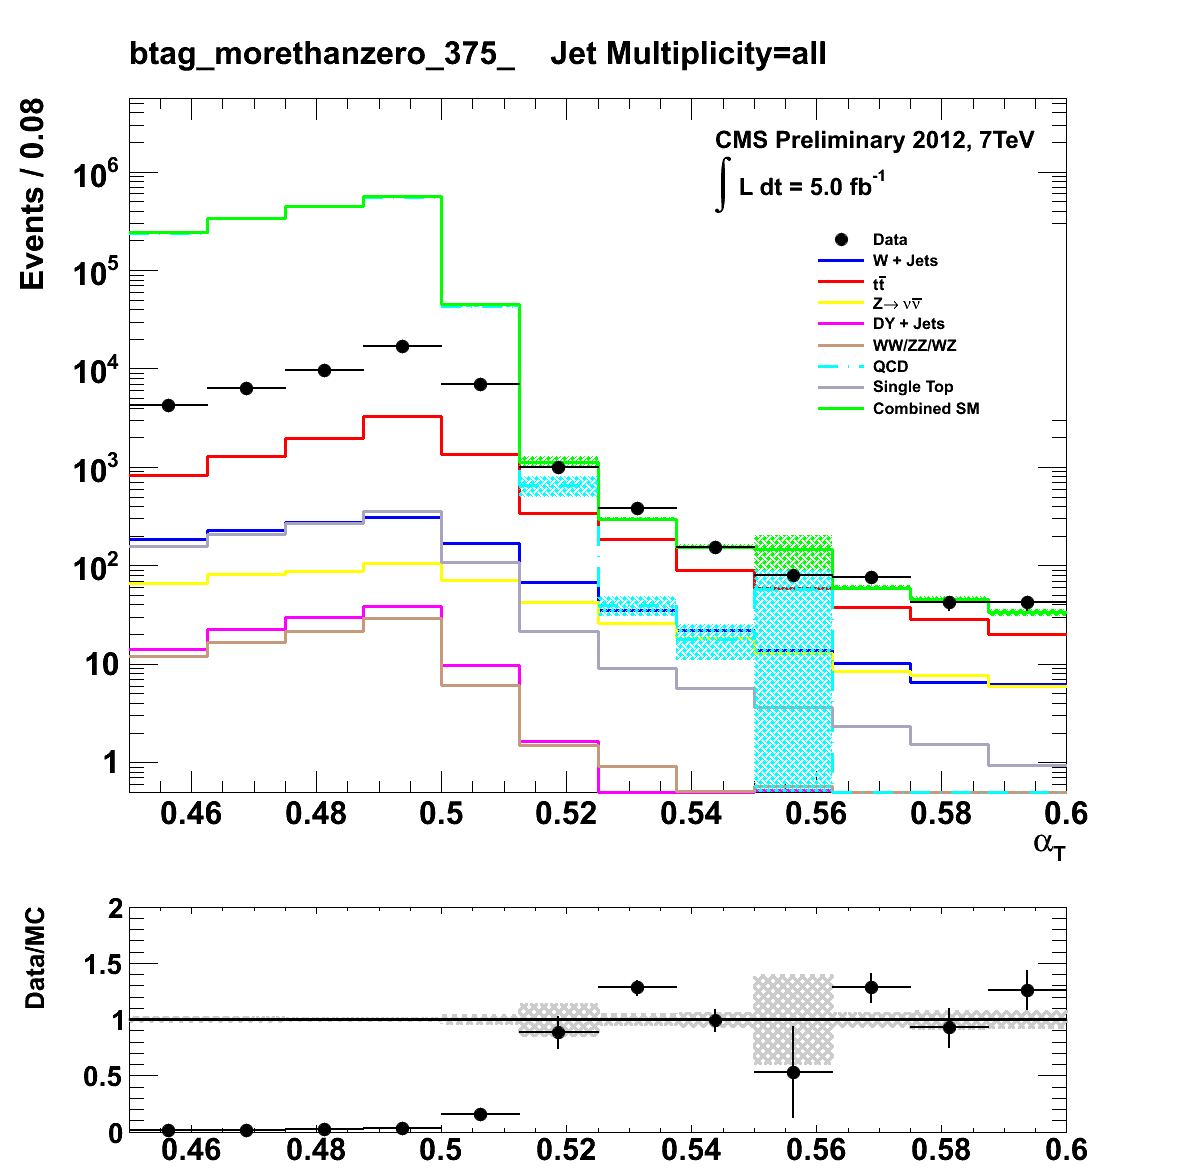 btag_morethanzero_375_ Jet Multiplicity=all
Events / 0.08
CMS Preliminary 2012, 7TeV
∫ L dt = 5.0 fb⁻¹
Data
W + Jets
tt̅
Z→ νν̅
DY + Jets
WW/ZZ/WZ
QCD
Single Top
Combined SM
10⁶
10⁵
10⁴
10³
10²
10
1
0.46 0.48 0.5 0.52 0.54 0.56 0.58 0.6
α_T
Data/MC
2
1.5
1
0.5
0
0.46 0.48 0.5 0.52 0.54 0.56 0.58 0.6